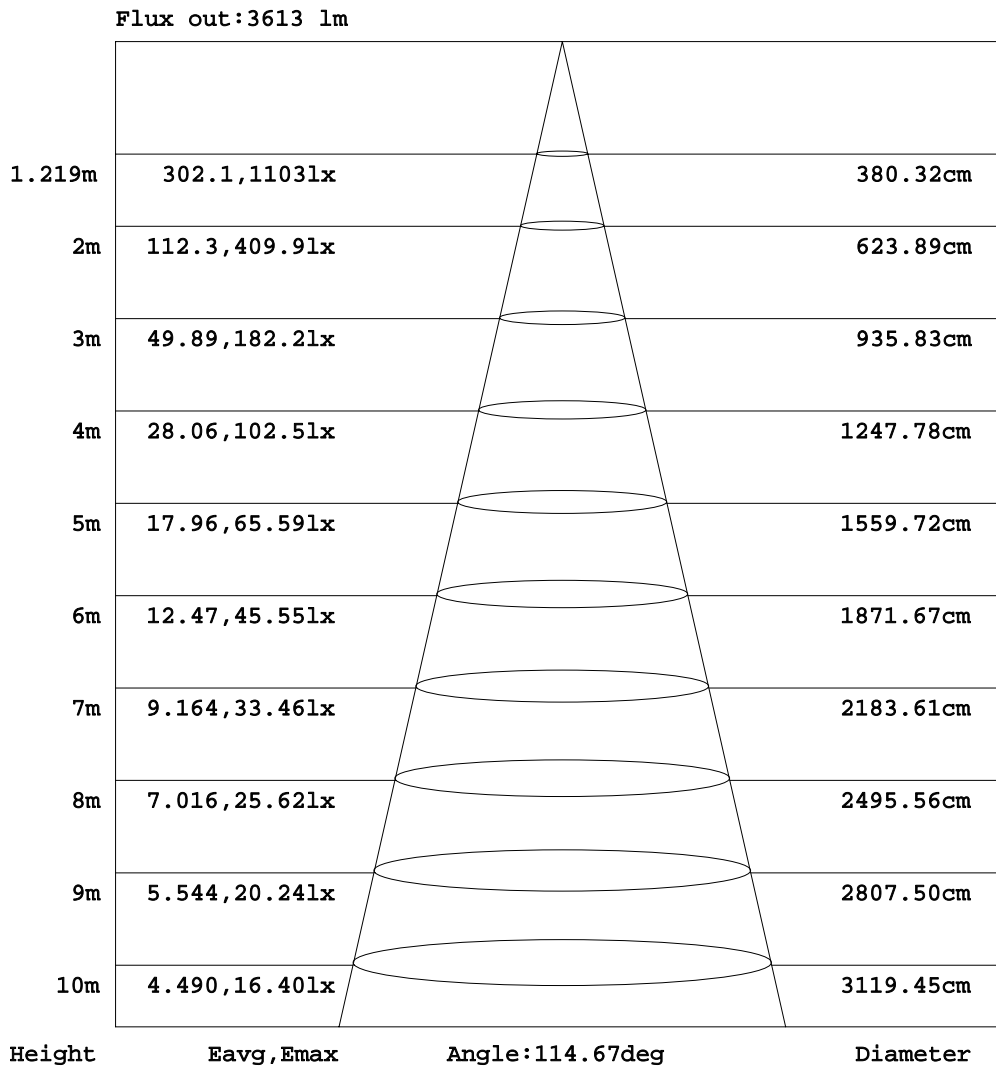 Flux out:3613 lm
1.219m 302.1,1103lx 380.32cm
2m 112.3,409.9lx 623.89cm
3m 49.89,182.2lx 935.83cm
4m 28.06,102.5lx 1247.78cm
5m 17.96,65.59lx 1559.72cm
6m 12.47,45.55lx 1871.67cm
7m 9.164,33.46lx 2183.61cm
8m 7.016,25.62lx 2495.56cm
9m 5.544,20.24lx 2807.50cm
10m 4.490,16.40lx 3119.45cm
Height Eavg,Emax Angle:114.67deg Diameter